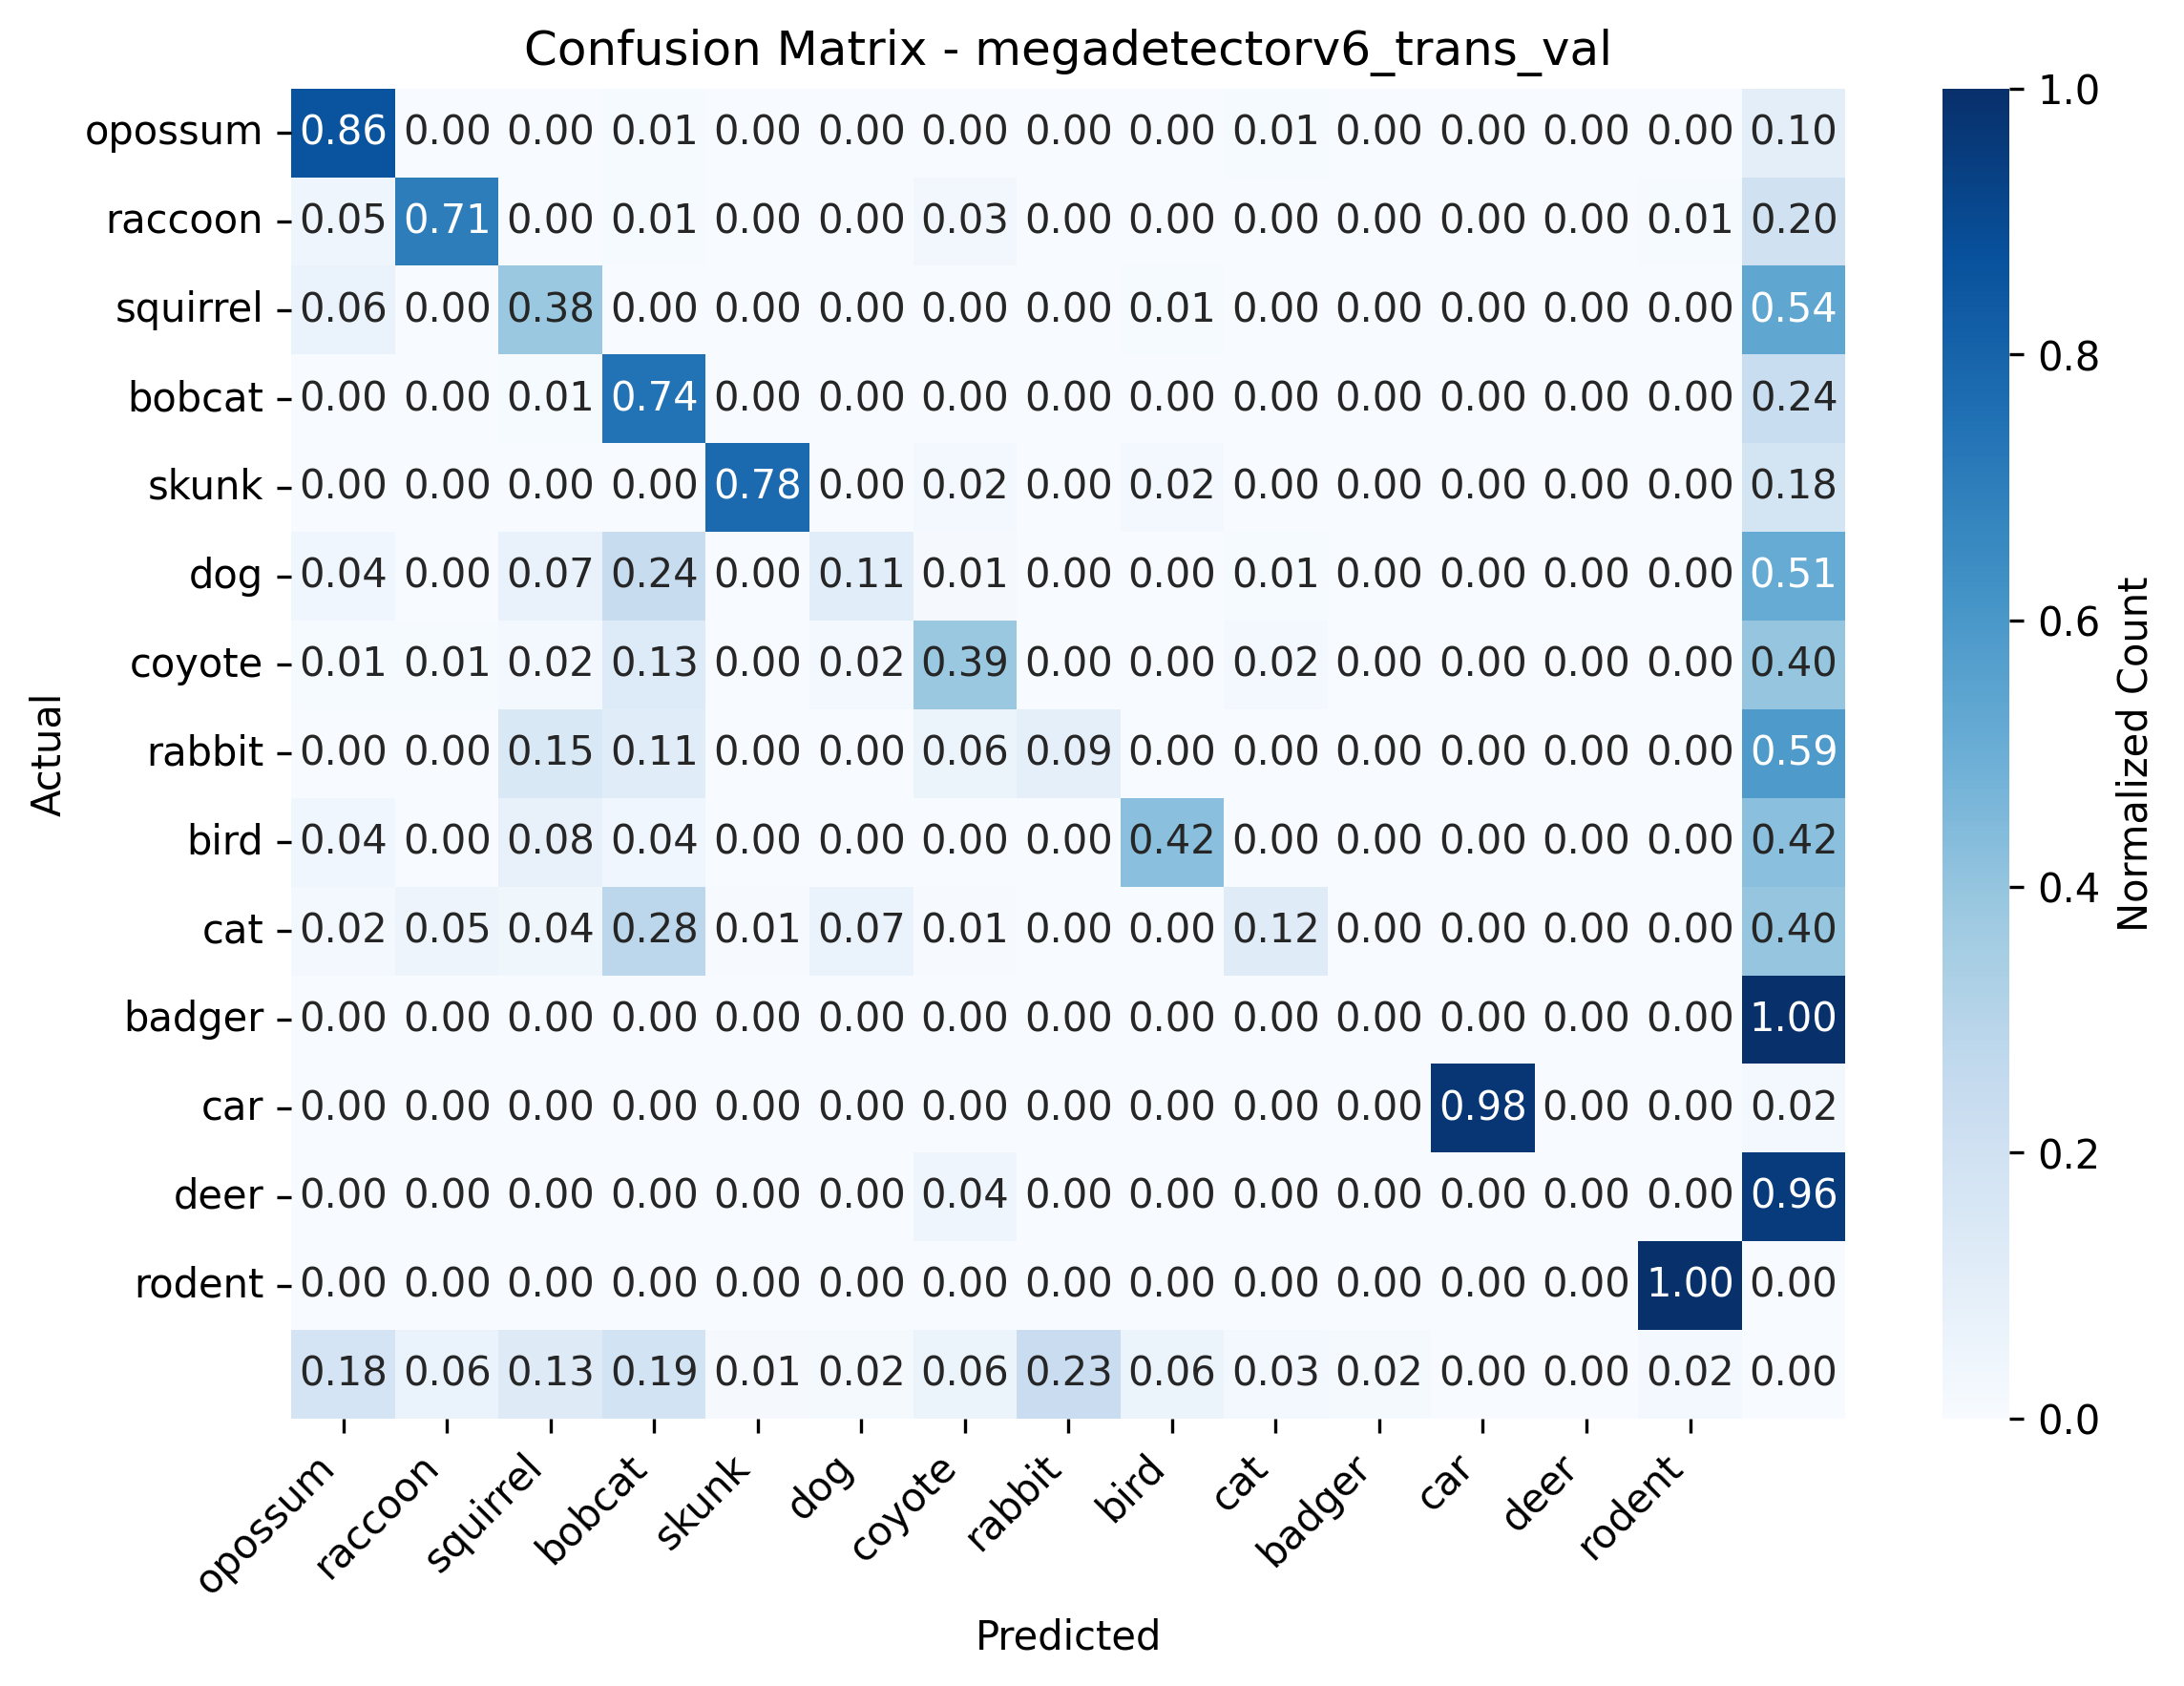 Confusion Matrix - megadetectorv6_trans_val
opossum 0.86 0.00 0.00 0.01 0.00 0.00 0.00 0.00 0.00 0.01 0.00 0.00 0.00 0.00 0.10
raccoon 0.05 0.71 0.00 0.01 0.00 0.00 0.03 0.00 0.00 0.00 0.00 0.00 0.00 0.01 0.20
squirrel 0.06 0.00 0.38 0.00 0.00 0.00 0.00 0.00 0.01 0.00 0.00 0.00 0.00 0.00 0.54
bobcat 0.00 0.00 0.01 0.74 0.00 0.00 0.00 0.00 0.00 0.00 0.00 0.00 0.00 0.00 0.24
skunk 0.00 0.00 0.00 0.00 0.78 0.00 0.02 0.00 0.02 0.00 0.00 0.00 0.00 0.00 0.18
dog 0.04 0.00 0.07 0.24 0.00 0.11 0.01 0.00 0.00 0.01 0.00 0.00 0.00 0.00 0.51
coyote 0.01 0.01 0.02 0.13 0.00 0.02 0.39 0.00 0.00 0.02 0.00 0.00 0.00 0.00 0.40
rabbit 0.00 0.00 0.15 0.11 0.00 0.00 0.06 0.09 0.00 0.00 0.00 0.00 0.00 0.00 0.59
bird 0.04 0.00 0.08 0.04 0.00 0.00 0.00 0.00 0.42 0.00 0.00 0.00 0.00 0.00 0.42
cat 0.02 0.05 0.04 0.28 0.01 0.07 0.01 0.00 0.00 0.12 0.00 0.00 0.00 0.00 0.40
badger 0.00 0.00 0.00 0.00 0.00 0.00 0.00 0.00 0.00 0.00 0.00 0.00 0.00 0.00 1.00
car 0.00 0.00 0.00 0.00 0.00 0.00 0.00 0.00 0.00 0.00 0.00 0.98 0.00 0.00 0.02
deer 0.00 0.00 0.00 0.00 0.00 0.00 0.04 0.00 0.00 0.00 0.00 0.00 0.00 0.00 0.96
rodent 0.00 0.00 0.00 0.00 0.00 0.00 0.00 0.00 0.00 0.00 0.00 0.00 0.00 1.00 0.00
0.18 0.06 0.13 0.19 0.01 0.02 0.06 0.23 0.06 0.03 0.02 0.00 0.00 0.02 0.00
opossum raccoon squirrel bobcat skunk dog coyote rabbit bird cat badger car deer rodent
Predicted
Actual
1.0
0.8
0.6
0.4
0.2
0.0
Normalized Count